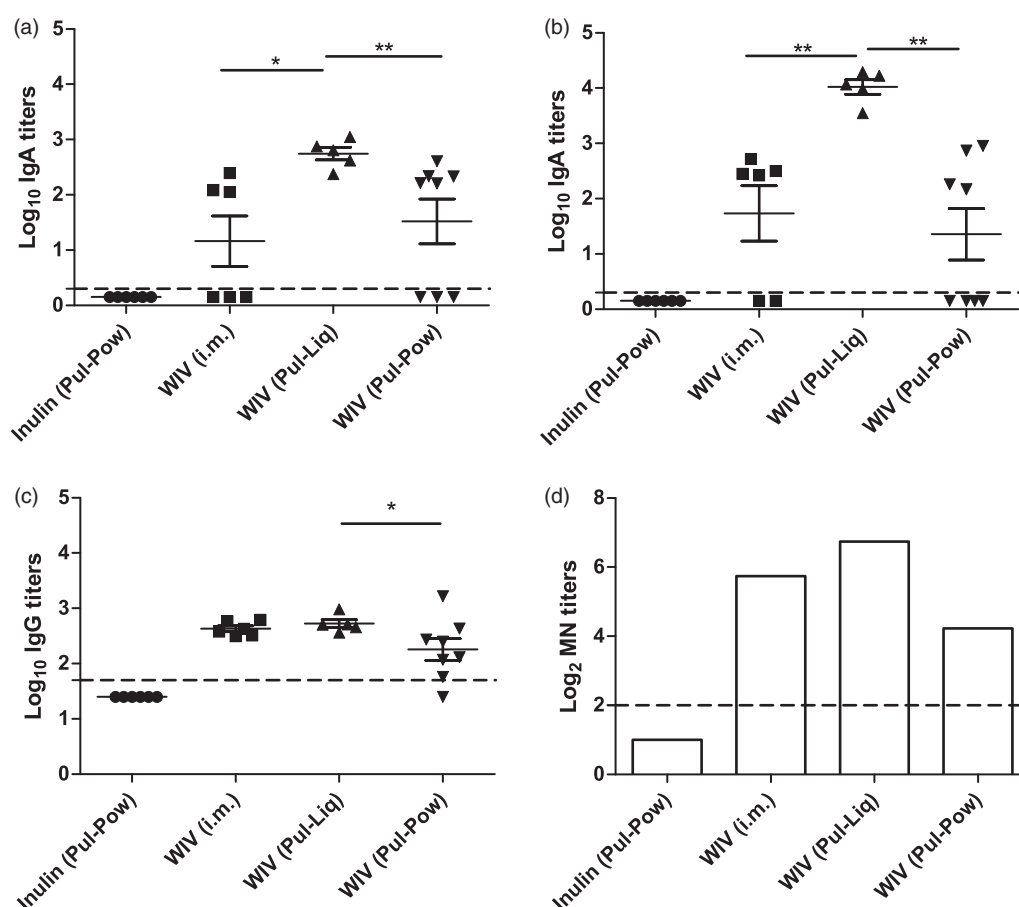 (a)
5
4
3
2
1
0
Log10 IgA titers
*
**
Inulin (Pul-Pow)
WIV (i.m.)
WIV (Pul-Liq)
WIV (Pul-Pow)
(b)
5
4
3
2
1
0
Log10 IgA titers
**
**
Inulin (Pul-Pow)
WIV (i.m.)
WIV (Pul-Liq)
WIV (Pul-Pow)
(c)
5
4
3
2
1
0
Log10 IgG titers
*
Inulin (Pul-Pow)
WIV (i.m.)
WIV (Pul-Liq)
WIV (Pul-Pow)
(d)
8
6
4
2
0
Log2 MN titers
Inulin (Pul-Pow)
WIV (i.m.)
WIV (Pul-Liq)
WIV (Pul-Pow)